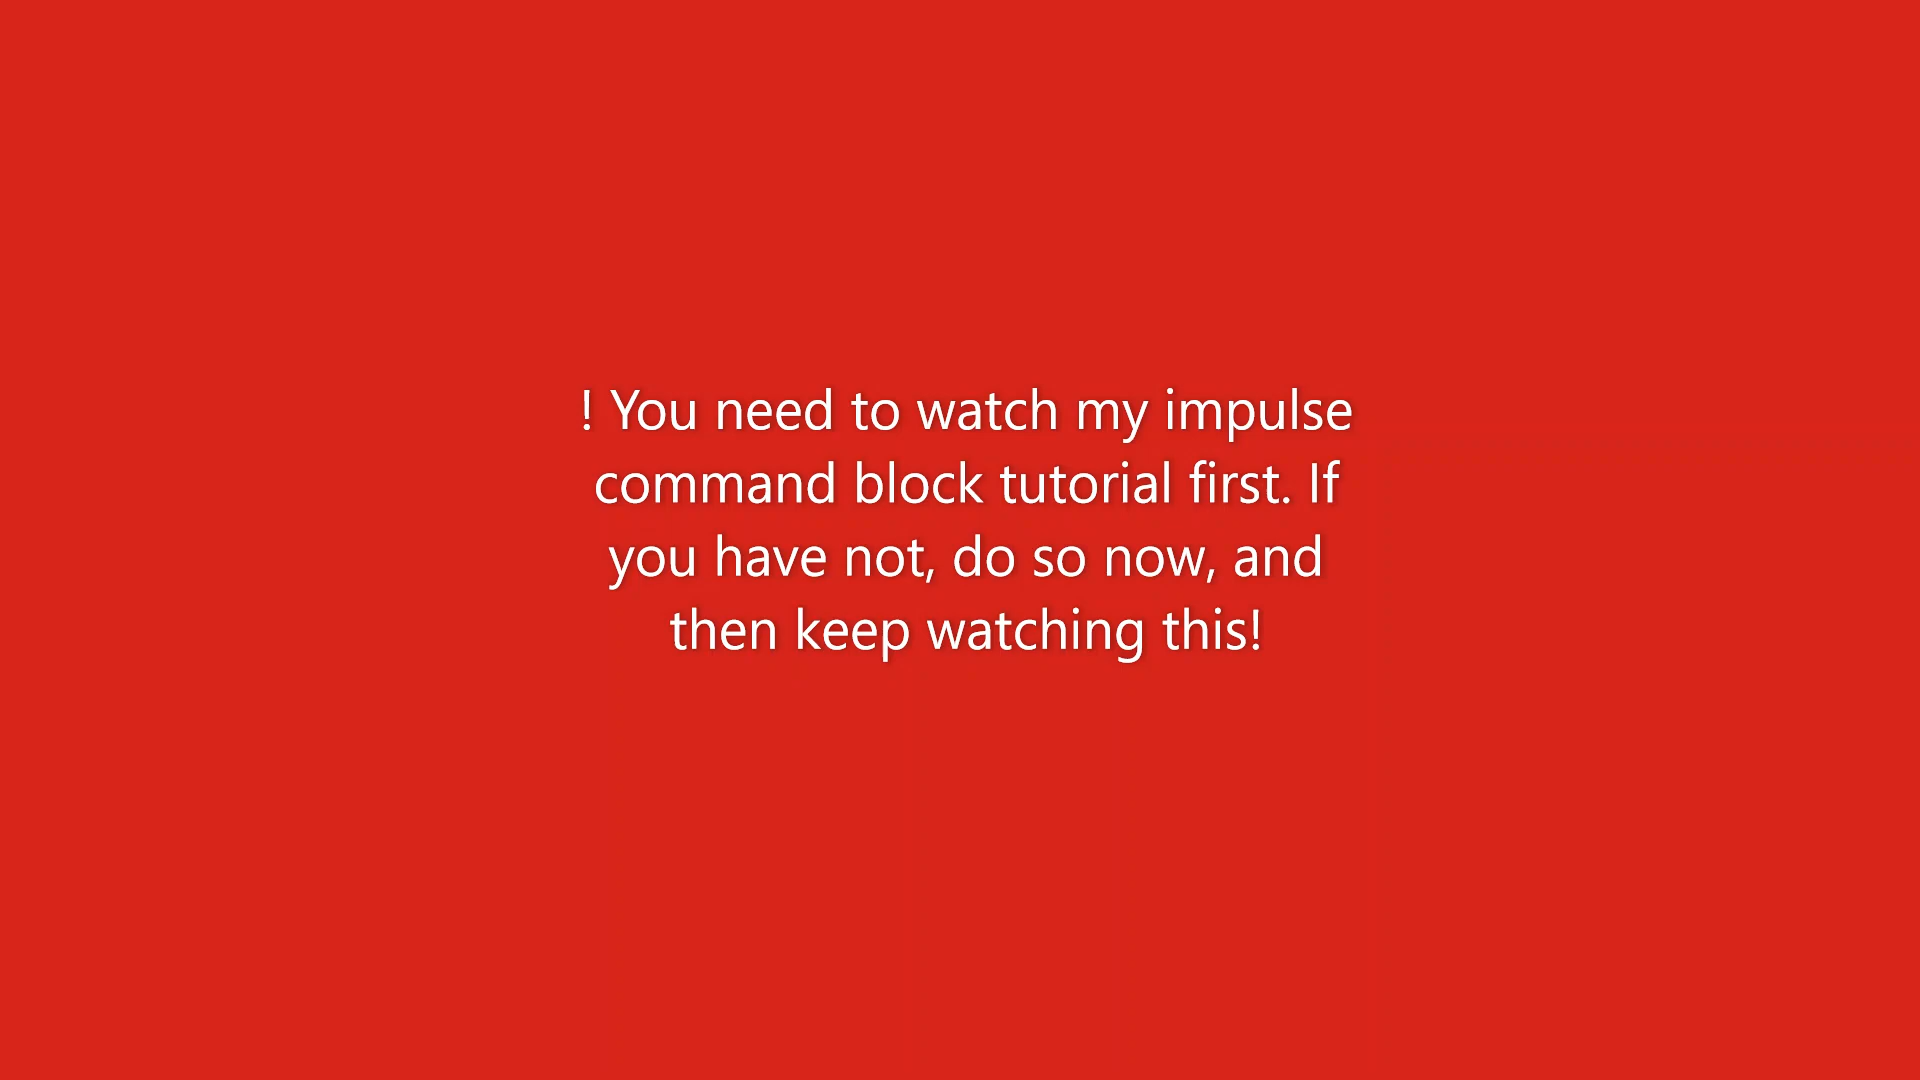 ! You need to watch my impulse
command block tutorial first. If
you have not, do so now, and
then keep watching this!